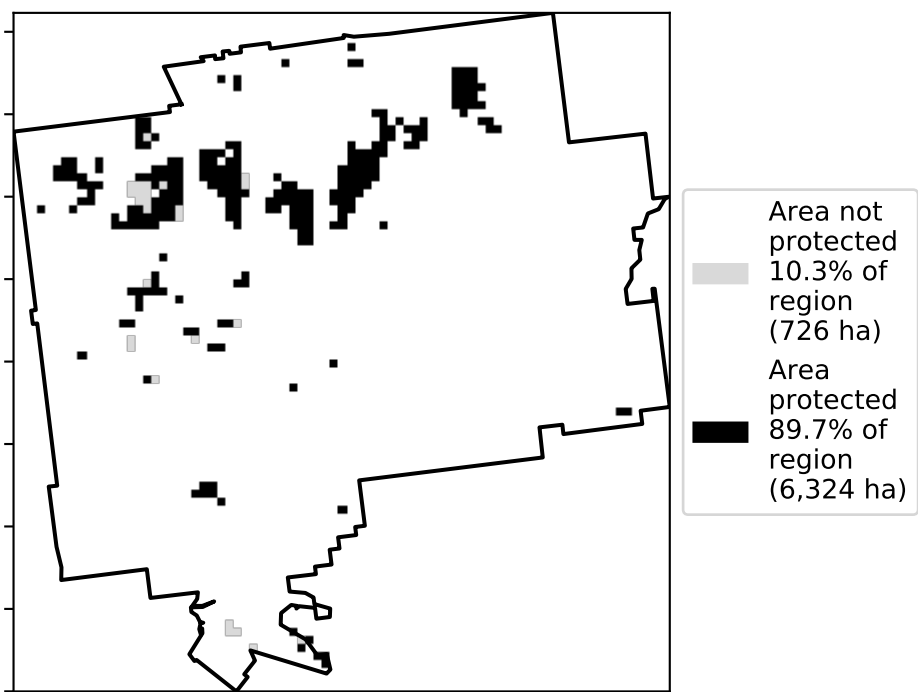 Area not
protected
10.3% of
region
(726 ha)
Area
protected
89.7% of
region
(6,324 ha)